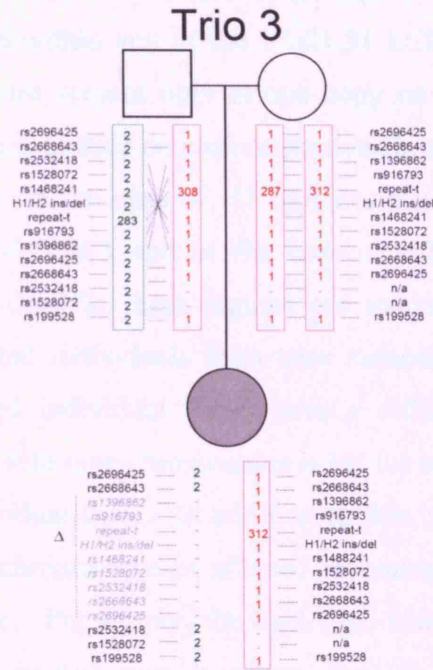 Trio 3
rs2696425 2 1 1 1 rs2696425
rs2668643 2 1 1 1 rs2668643
rs2532418 2 1 1 1 rs1396862
rs1528072 2 1 1 1 rs916793
rs1468241 2 308 287 312 repeat-t
H1/H2 ins/del 2 1 1 1 H1/H2 ins/del
repeat-t 283 1 1 1 rs1468241
rs916793 2 1 1 1 rs1528072
rs1396862 2 1 1 1 rs2532418
rs2696425 2 1 1 1 rs2668643
rs2668643 2 1 1 1 rs2696425
rs2532418 2 n/a
rs1528072 2 n/a
rs199528 2 1 1 1 rs199528
rs2696425 2 1 rs2696425
rs2668643 2 1 rs2668643
rs1396862 1 rs1396862
rs916793 1 rs916793
repeat-t 312 repeat-t
Δ H1/H2 ins/del 1 H1/H2 ins/del
rs1468241 1 rs1488241
rs1528072 1 rs1528072
rs2532418 1 rs2532418
rs2668643 1 rs2668643
rs2696425 1 rs2696425
rs2532418 2 n/a
rs1528072 2 n/a
rs199528 2 1 rs199528